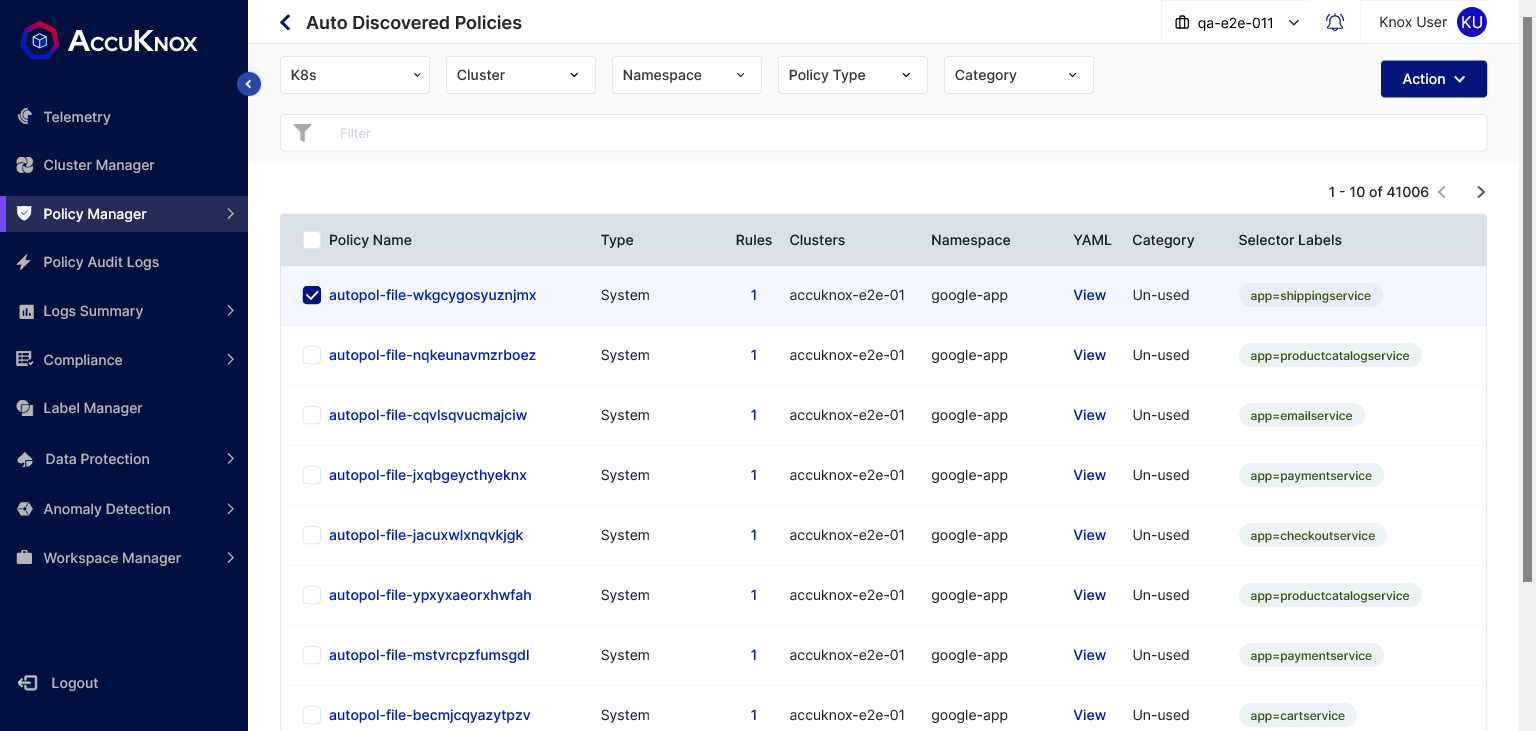 ACCUKNOX
Telemetry
Cluster Manager
Policy Manager
Policy Audit Logs
Logs Summary
Compliance
Label Manager
Data Protection
Anomaly Detection
Workspace Manager
Logout
Auto Discovered Policies
qa-e2e-011
Knox User KU
K8s Cluster Namespace Policy Type Category Action
Filter
1 - 10 of 41006
Policy Name Type Rules Clusters Namespace YAML Category Selector Labels
autopol-file-wkgcygosyuznjmx System 1 accuknox-e2e-01 google-app View Un-used app=shippingservice
autopol-file-nqkeunavmzrboez System 1 accuknox-e2e-01 google-app View Un-used app=productcatalogservice
autopol-file-cqvlsqvucmajciw System 1 accuknox-e2e-01 google-app View Un-used app=emailservice
autopol-file-jxqbgeycthyeknx System 1 accuknox-e2e-01 google-app View Un-used app=paymentservice
autopol-file-jacuxwlxnqvkjgk System 1 accuknox-e2e-01 google-app View Un-used app=checkoutservice
autopol-file-ypxyxaeorxhwfah System 1 accuknox-e2e-01 google-app View Un-used app=productcatalogservice
autopol-file-mstvrcpzfumsgdl System 1 accuknox-e2e-01 google-app View Un-used app=paymentservice
autopol-file-becmjcqyazytpzv System 1 accuknox-e2e-01 google-app View Un-used app=cartservice